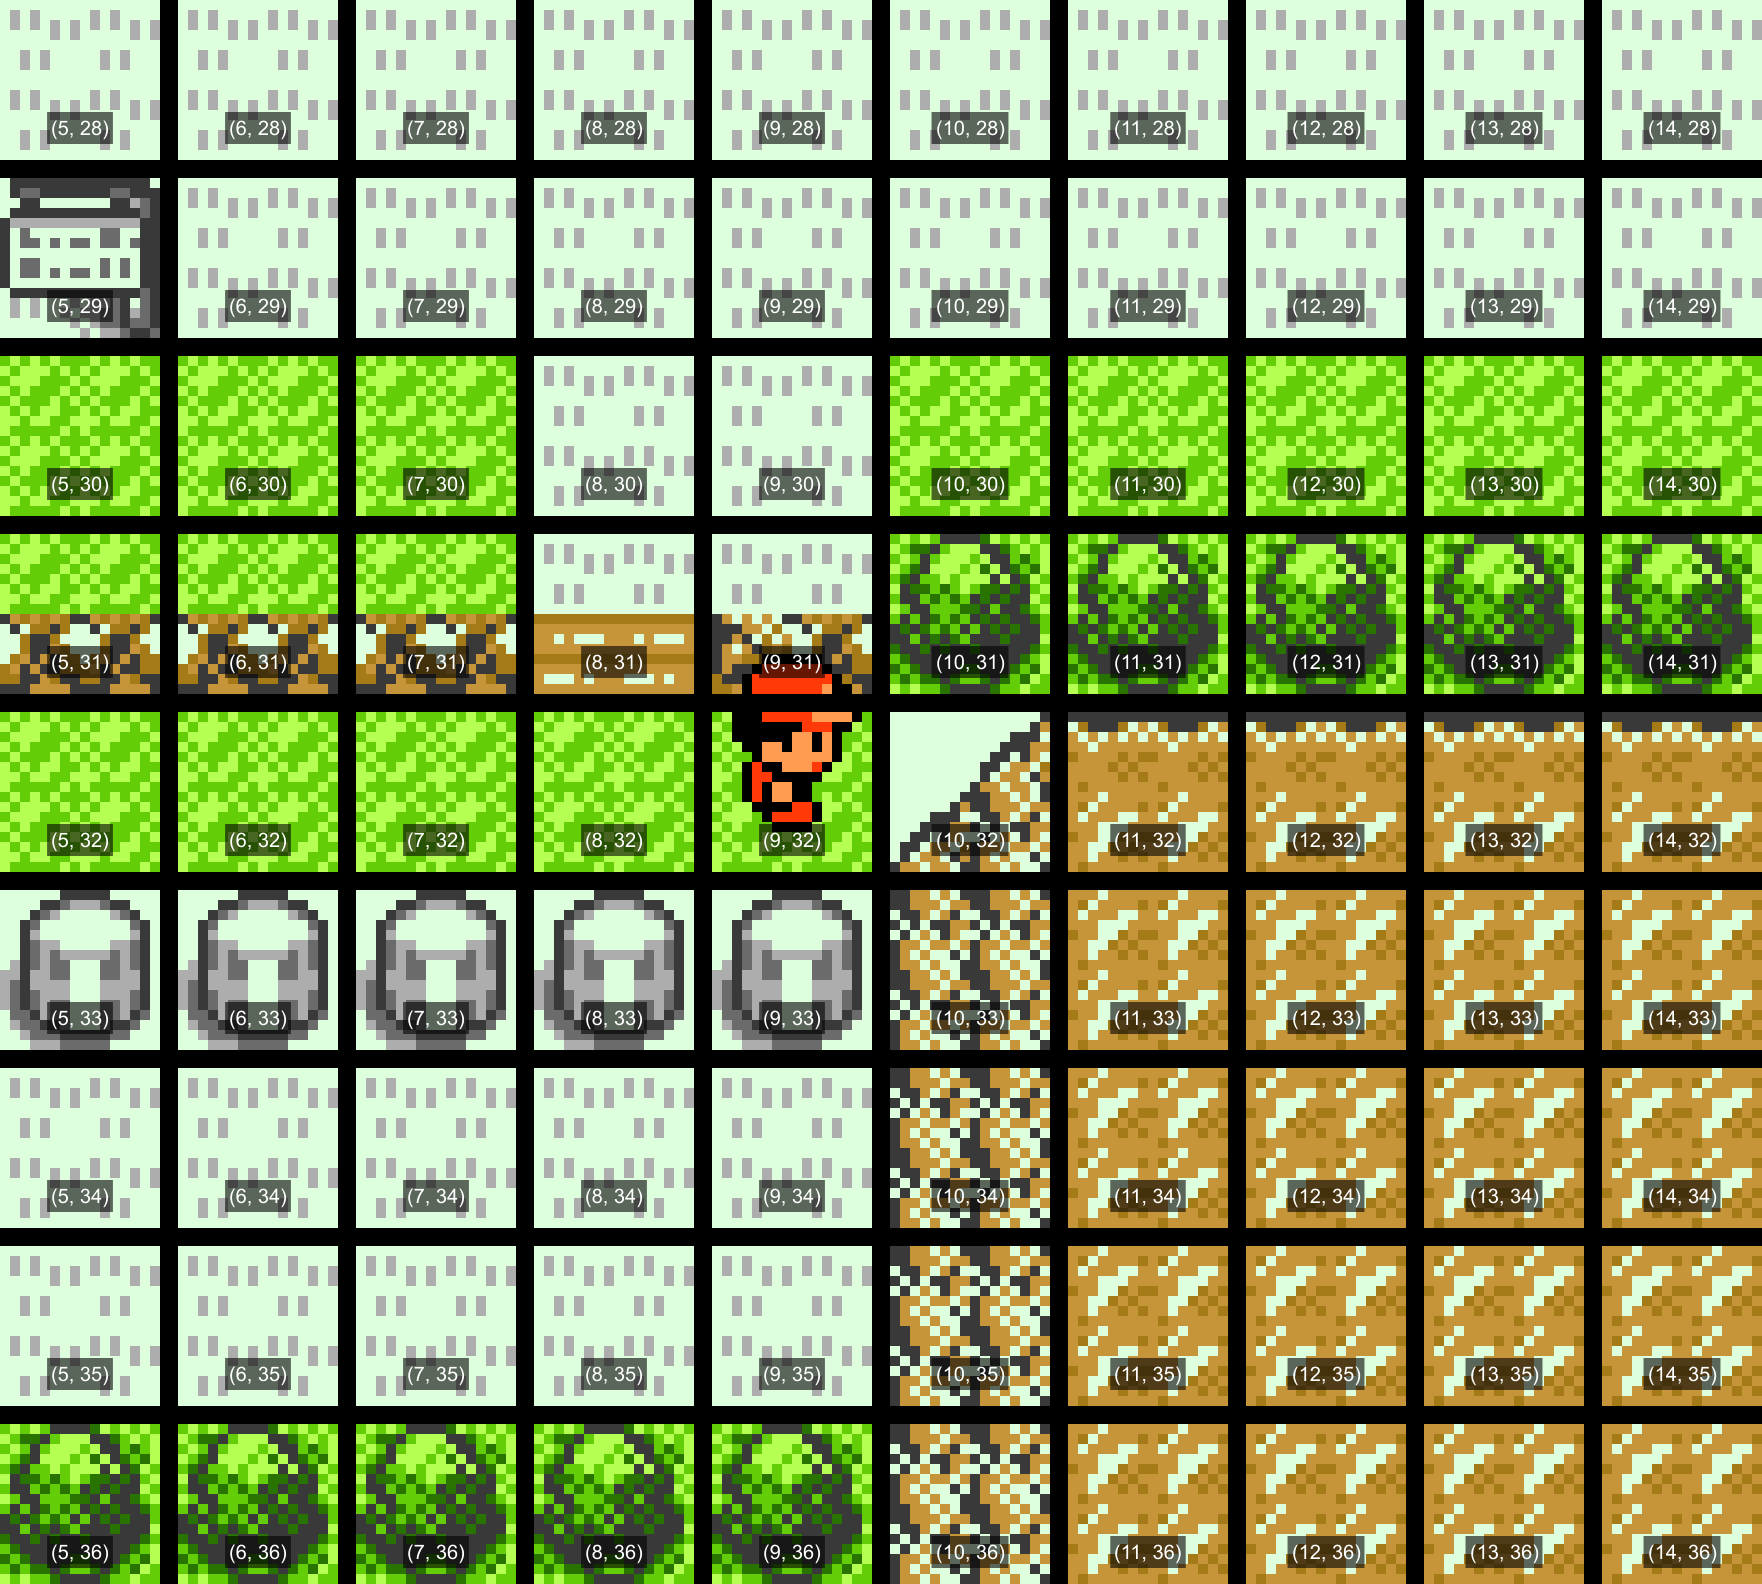 (5, 28) (6, 28) (7, 28) (8, 28) (9, 28) (10, 28) (11, 28) (12, 28) (13, 28) (14, 28)
(5, 29) (6, 29) (7, 29) (8, 29) (9, 29) (10, 29) (11, 29) (12, 29) (13, 29) (14, 29)
(5, 30) (6, 30) (7, 30) (8, 30) (9, 30) (10, 30) (11, 30) (12, 30) (13, 30) (14, 30)
(5, 31) (6, 31) (7, 31) (8, 31) (9, 31) (10, 31) (11, 31) (12, 31) (13, 31) (14, 31)
(5, 32) (6, 32) (7, 32) (8, 32) (9, 32) (10, 32) (11, 32) (12, 32) (13, 32) (14, 32)
(5, 33) (6, 33) (7, 33) (8, 33) (9, 33) (10, 33) (11, 33) (12, 33) (13, 33) (14, 33)
(5, 34) (6, 34) (7, 34) (8, 34) (9, 34) (10, 34) (11, 34) (12, 34) (13, 34) (14, 34)
(5, 35) (6, 35) (7, 35) (8, 35) (9, 35) (10, 35) (11, 35) (12, 35) (13, 35) (14, 35)
(5, 36) (6, 36) (7, 36) (8, 36) (9, 36) (10, 36) (11, 36) (12, 36) (13, 36) (14, 36)